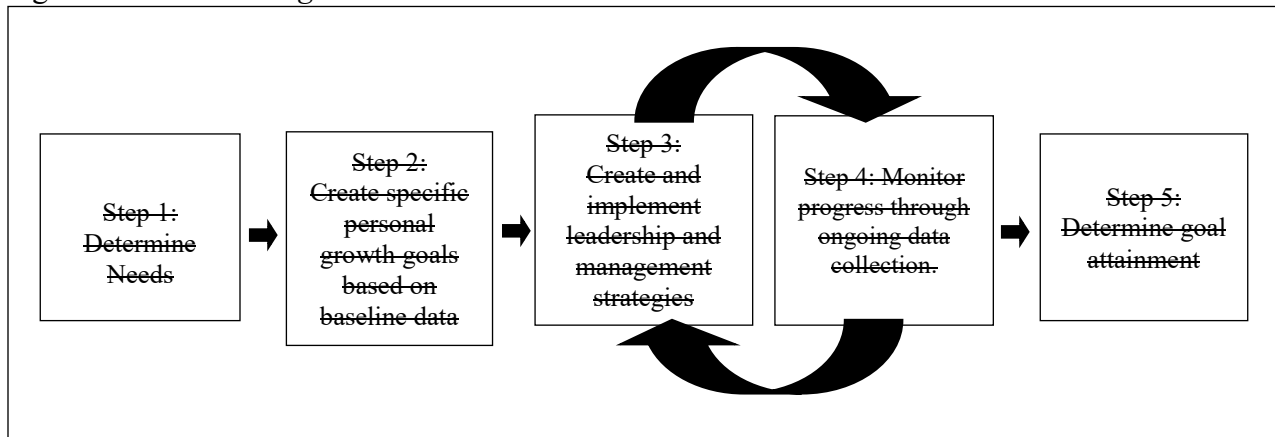 Step 1:
Determine
Needs
Step 2:
Create specific
personal
growth goals
based on
baseline data
Step 3:
Create and
implement
leadership and
management
strategies
Step 4: Monitor
progress through
ongoing data
collection.
Step 5:
Determine goal
attainment